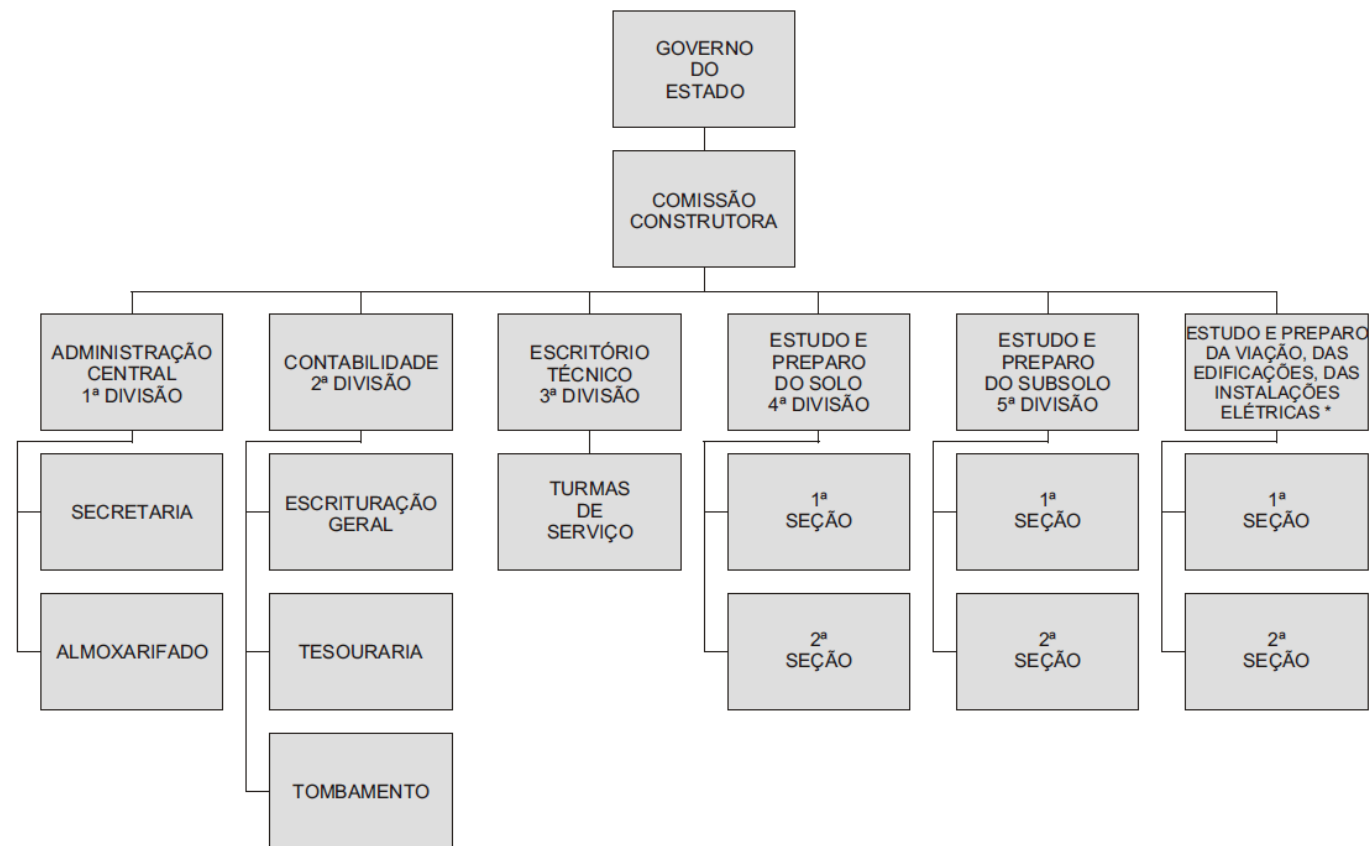 GOVERNO
DO
ESTADO
COMISSÃO
CONSTRUTORA
ADMINISTRAÇÃO
CENTRAL
1ª DIVISÃO
CONTABILIDADE
2ª DIVISÃO
ESCRITÓRIO
TÉCNICO
3ª DIVISÃO
ESTUDO E
PREPARO
DO SOLO
4ª DIVISÃO
ESTUDO E
PREPARO
DO SUBSOLO
5ª DIVISÃO
ESTUDO E PREPARO
DA VIAÇÃO, DAS
EDIFICAÇÕES, DAS
INSTALAÇÕES
ELÉTRICAS *
SECRETARIA
ESCRITURAÇÃO
GERAL
TURMAS
DE
SERVIÇO
1ª
SEÇÃO
1ª
SEÇÃO
1ª
SEÇÃO
ALMOXARIFADO
TESOURARIA
2ª
SEÇÃO
2ª
SEÇÃO
2ª
SEÇÃO
TOMBAMENTO